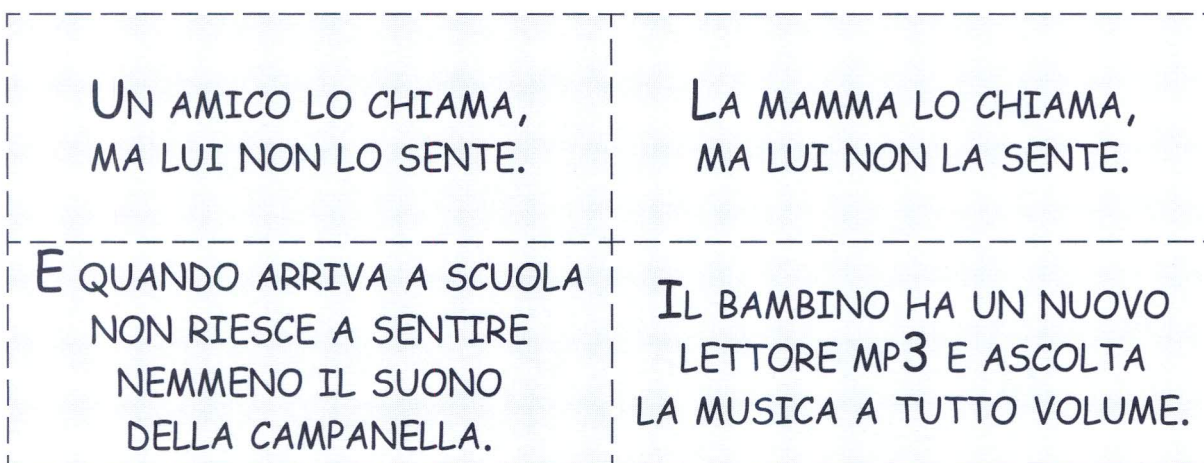 Un amico lo chiama,
ma lui non lo sente.
La mamma lo chiama,
ma lui non la sente.
E quando arriva a scuola
non riesce a sentire
nemmeno il suono
della campanella.
Il bambino ha un nuovo
lettore mp3 e ascolta
la musica a tutto volume.